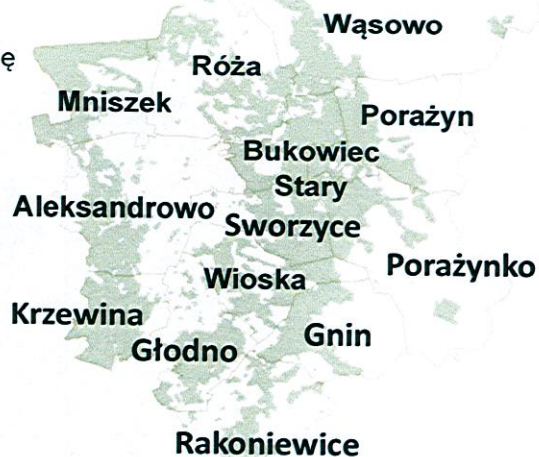 Wąsowo
ę
Róża
Mniszek
Porażyn
Bukowiec
Stary
Aleksandrowo
Sworzyce
Porażynko
Wioska
Krzewina
Gnin
Głodno
Rakoniewice